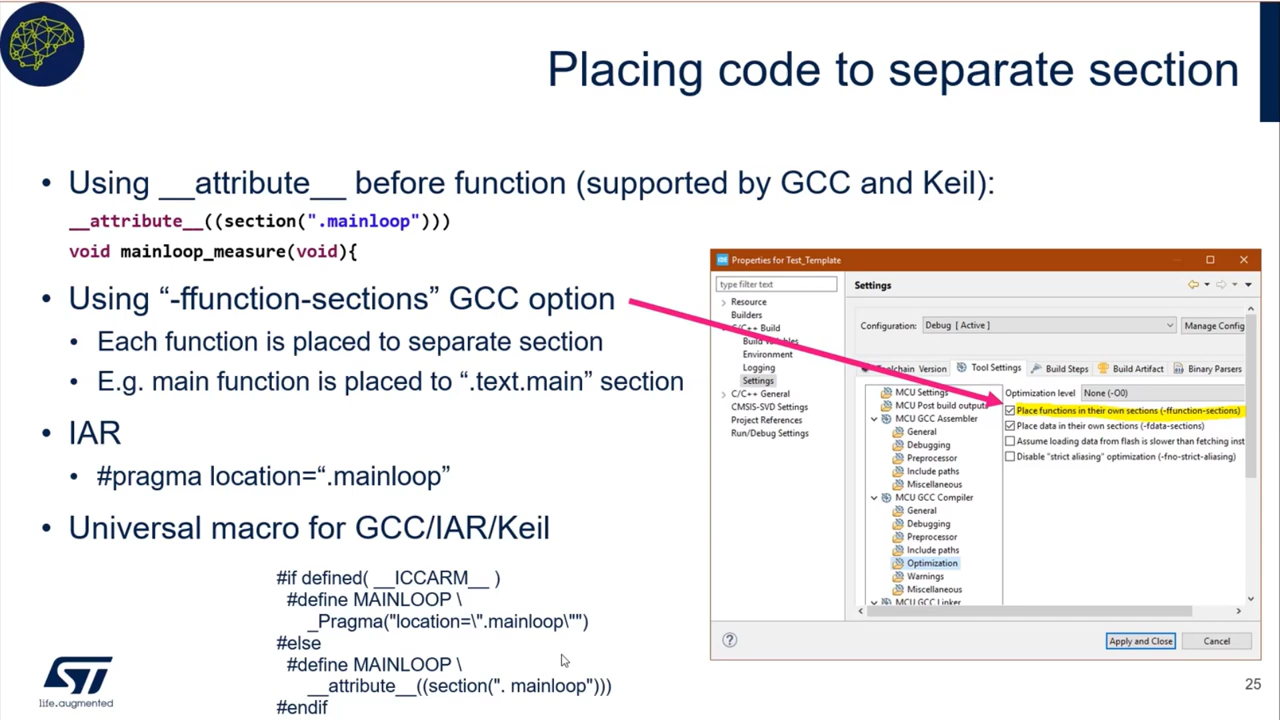 Placing code to separate section
• Using __attribute__ before function (supported by GCC and Keil):
__attribute__((section(".mainloop")))
void mainloop_measure(void){
• Using “-ffunction-sections” GCC option
• Each function is placed to separate section
• E.g. main function is placed to “.text.main” section
• IAR
• #pragma location=“.mainloop”
• Universal macro for GCC/IAR/Keil
#if defined( __ICCARM__ )
#define MAINLOOP \
_Pragma("location=\".mainloop\"")
#else
#define MAINLOOP \
__attribute__((section(". mainloop")))
#endif
IDE
Properties for Test_Template
type filter text
Resource
Builders
C/C++ Build
Build Variables
Environment
Logging
Settings
C/C++ General
CMSIS-SVD Settings
Project References
Run/Debug Settings
Settings
Configuration:
Debug [ Active ]
Manage Config
Toolchain Version
Tool Settings
Build Steps
Build Artifact
Binary Parsers
MCU Settings
MCU Post build outputs
MCU GCC Assembler
General
Debugging
Preprocessor
Include paths
Miscellaneous
MCU GCC Compiler
General
Debugging
Preprocessor
Include paths
Optimization
Warnings
Miscellaneous
MCU GCC Linker
Optimization level
None (-O0)
Place functions in their own sections (-ffunction-sections)
Place data in their own sections (-fdata-sections)
Assume loading data from flash is slower than fetching inst
Disable "strict aliasing" optimization (-fno-strict-aliasing)
?
Apply and Close
Cancel
ST
life.augmented
25